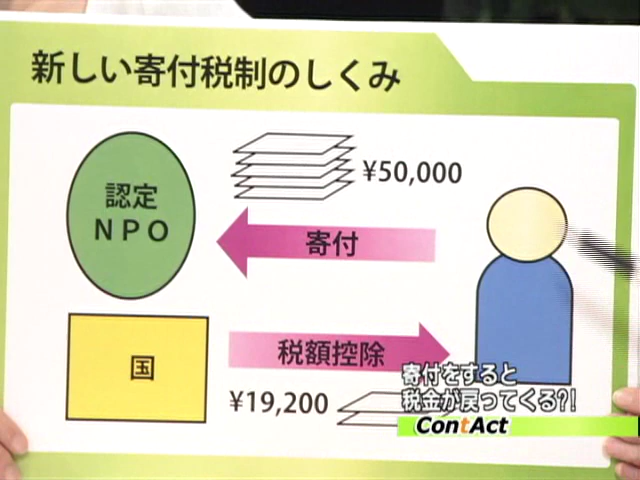 新しい寄付税制のしくみ
認定
NPO
¥50,000
寄付
国
税額控除
¥19,200
寄付をすると
税金が戻ってくる?!
ContAct